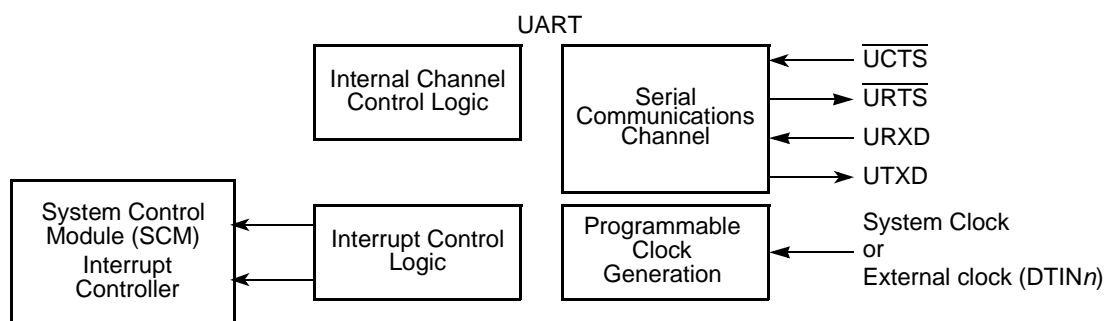 UART
Internal Channel
Control Logic
Serial
Communications
Channel
UCTS
URTS
URXD
UTXD
System Control
Module (SCM)
Interrupt
Controller
Interrupt Control
Logic
Programmable
Clock
Generation
System Clock
or
External clock (DTINn)